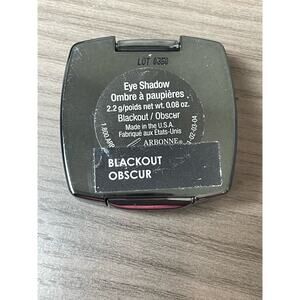 LOT 0350
Eye Shadow
Ombre à paupières
2.2 g/poids net wt. 0.08 oz.
Blackout / Obscur
Made in the U.S.A.
Fabriqué aux États-Unis
ARBONNE
BLACKOUT
OBSCUR